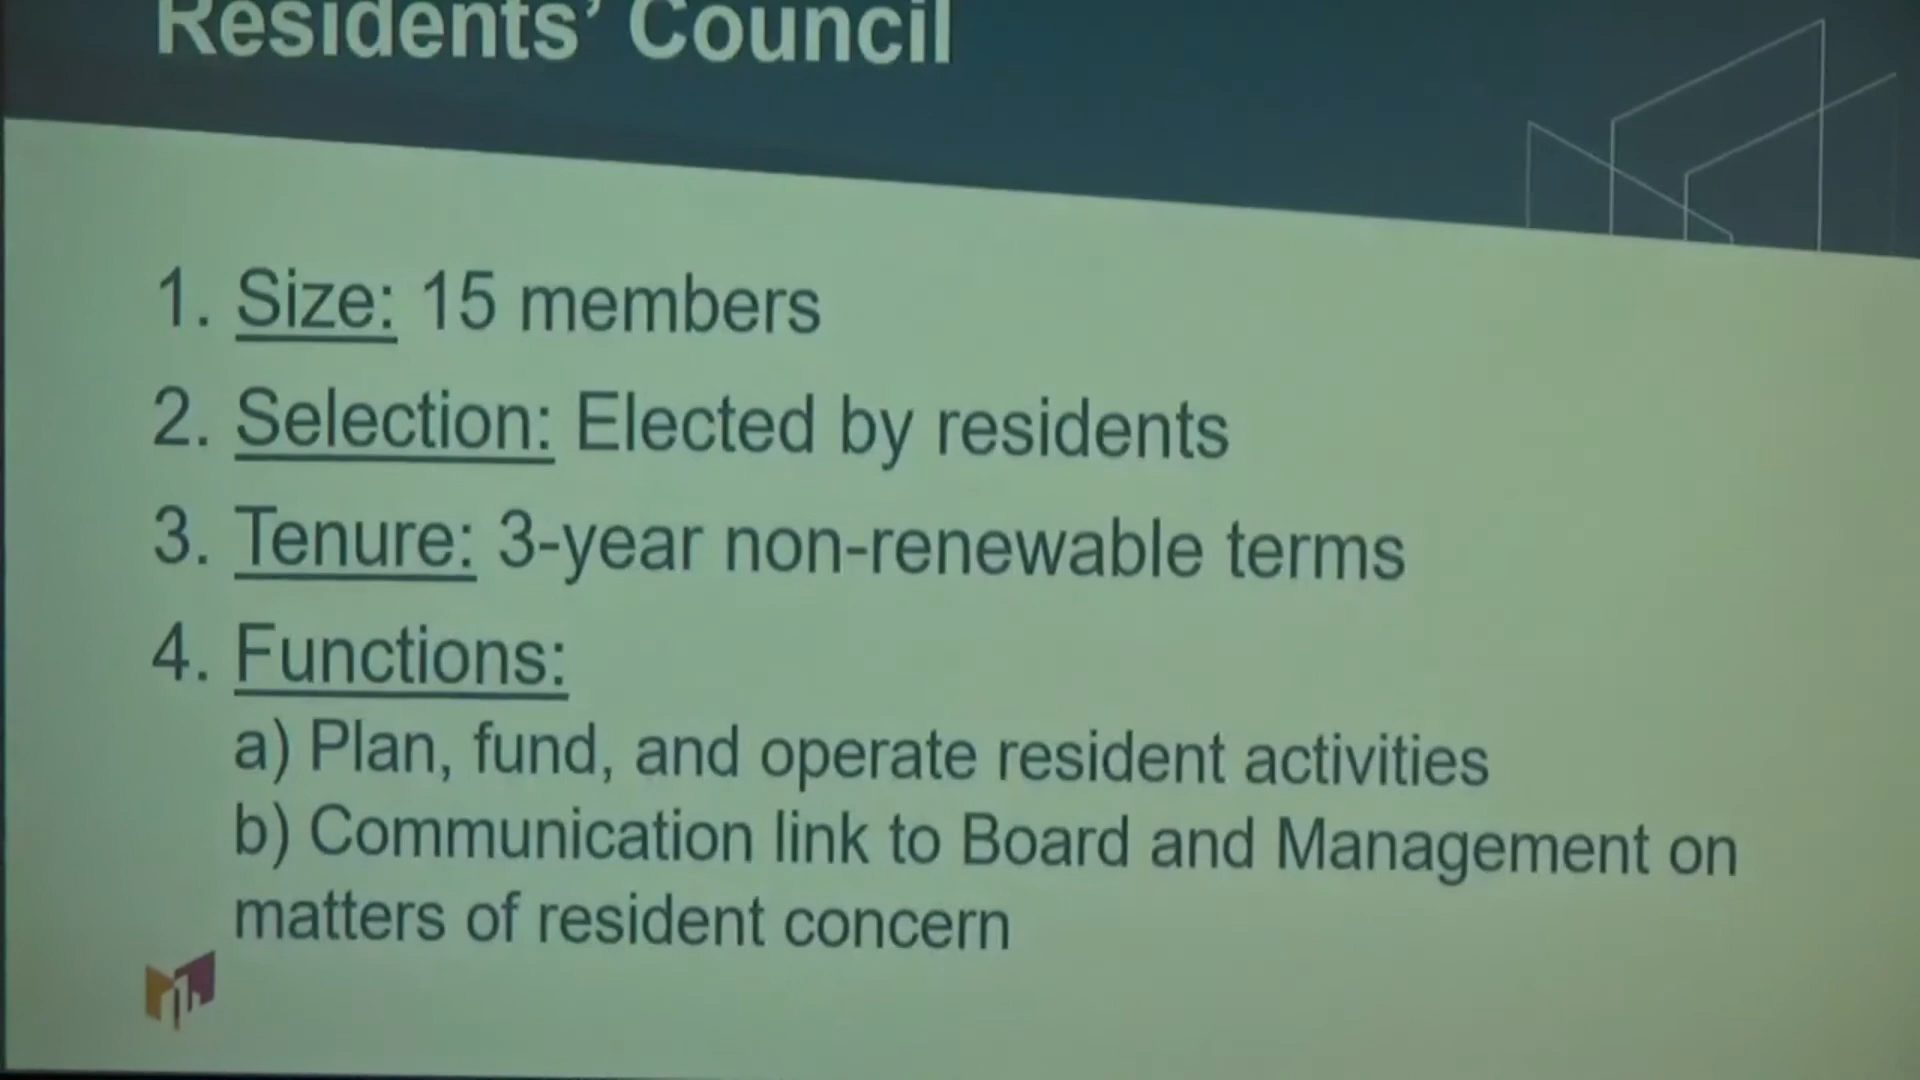 Residents’ Council
1. Size: 15 members
2. Selection: Elected by residents
3. Tenure: 3-year non-renewable terms
4. Functions:
a) Plan, fund, and operate resident activities
b) Communication link to Board and Management on
matters of resident concern